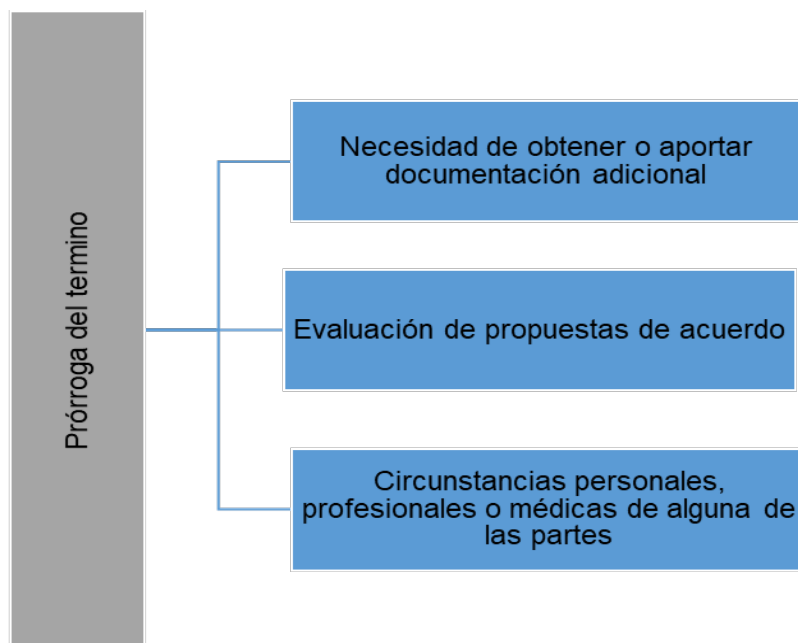 Prórroga del termino
Necesidad de obtener o aportar
documentación adicional
Evaluación de propuestas de acuerdo
Circunstancias personales,
profesionales o médicas de alguna de
las partes